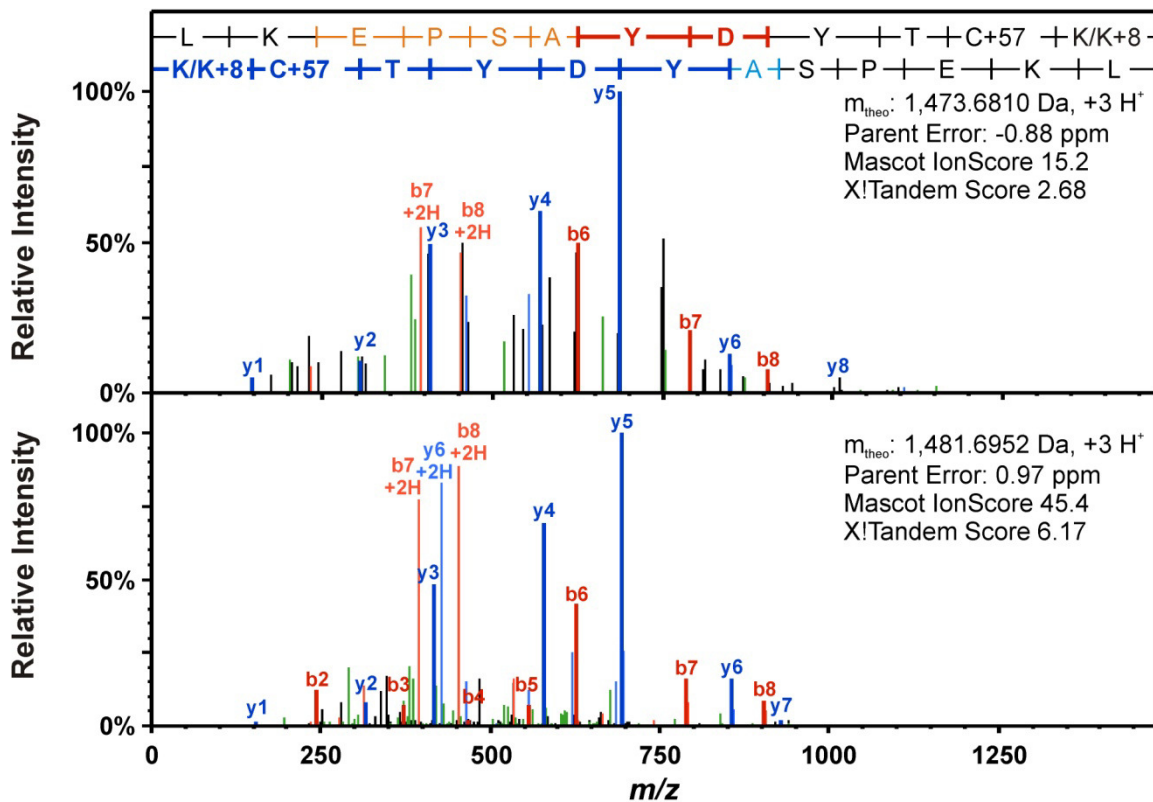 L K E P S A Y D Y T C+57 K/K+8
K/K+8 C+57 T Y D Y A S P E K L
Relative Intensity
100%
50%
0%
y1
y2
b7
+2H
y3
b8
+2H
y4
b6
y5
b7
y6
b8
y8
m_theo: 1,473.6810 Da, +3 H⁺
Parent Error: -0.88 ppm
Mascot IonScore 15.2
X!Tandem Score 2.68
Relative Intensity
100%
50%
0%
y1
b2
y2
b3
b7
+2H
y3
y6
+2H
b8
+2H
b4
b5
y4
b6
y5
b7
y6
b8
y7
m_theo: 1,481.6952 Da, +3 H⁺
Parent Error: 0.97 ppm
Mascot IonScore 45.4
X!Tandem Score 6.17
0 250 500 750 1000 1250
m/z